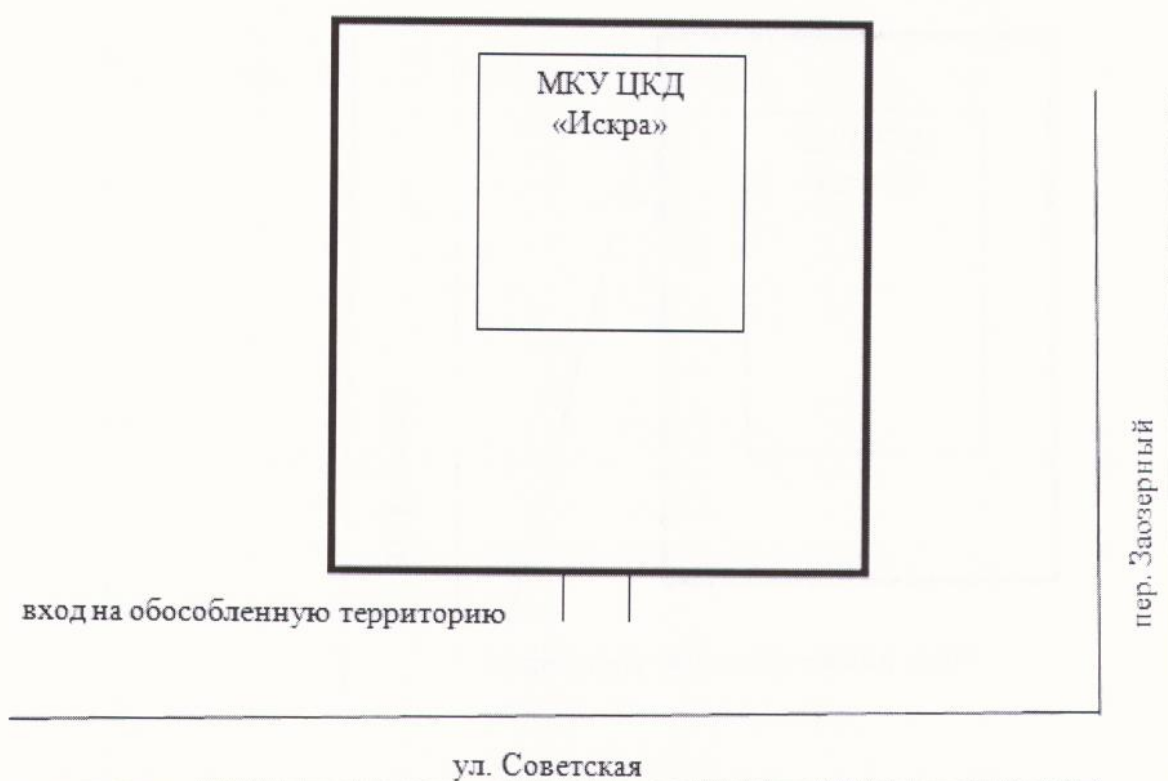 МКУ ЦКД
«Искра»
пер. Заозерный
вход на обособленную территорию
ул. Советская